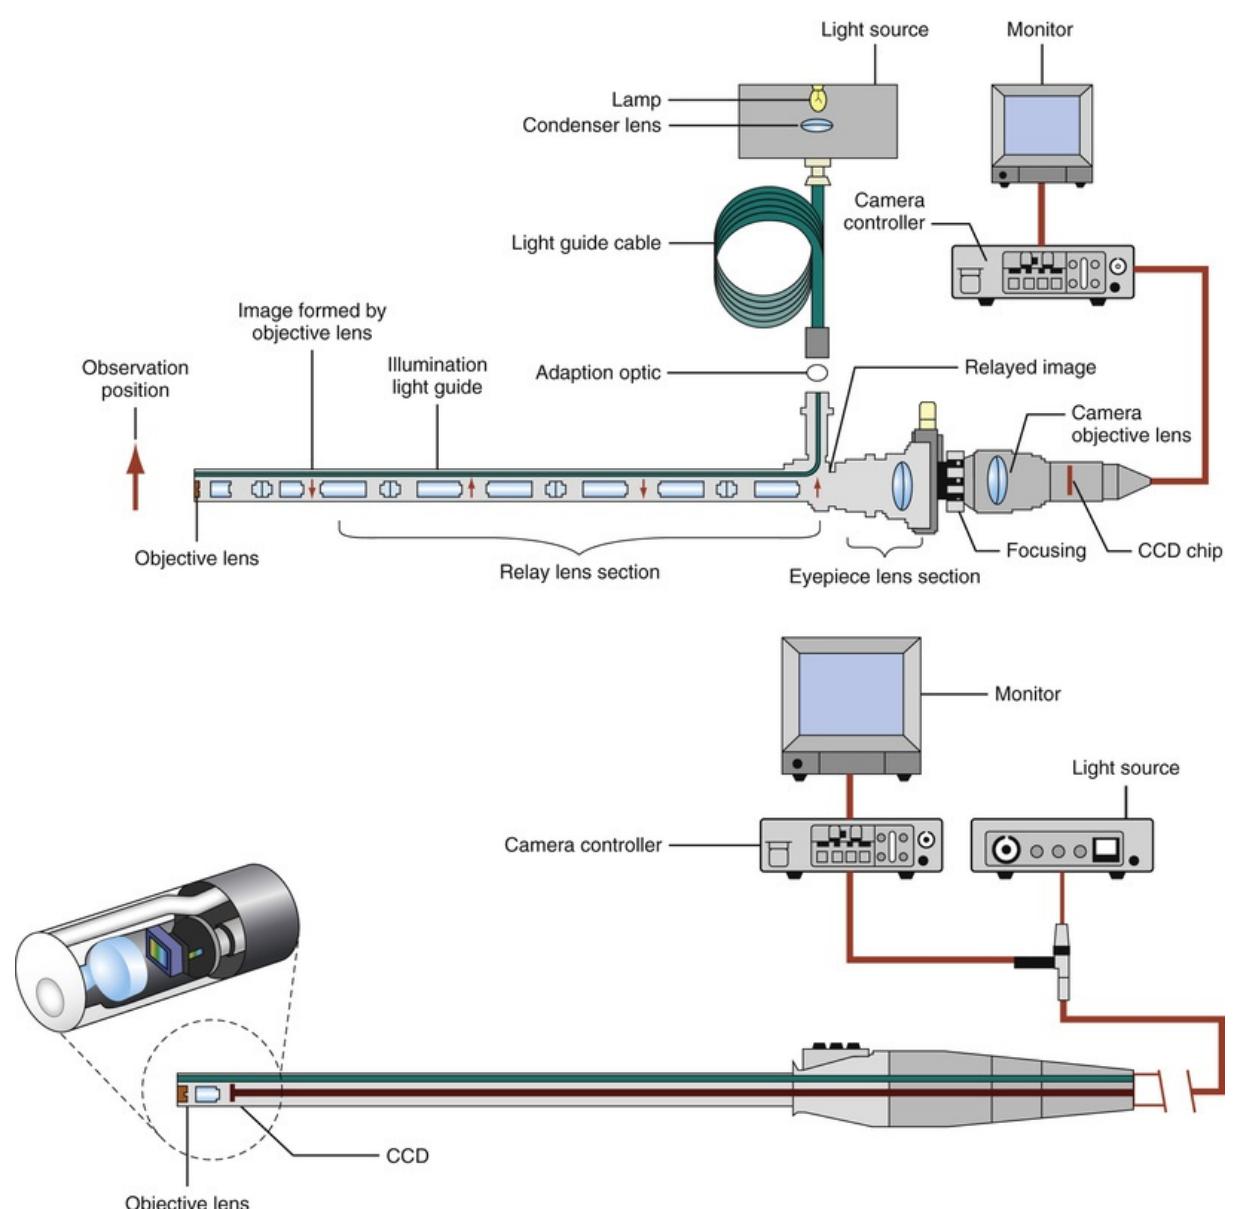 Light source
Monitor
Lamp
Condenser lens
Camera
controller
Light guide cable
Image formed by
objective lens
Illumination
light guide
Observation
position
Adaption optic
Relayed image
Camera
objective lens
Objective lens
Relay lens section
Eyepiece lens section
Focusing
CCD chip
Monitor
Light source
Camera controller
CCD
Objective lens